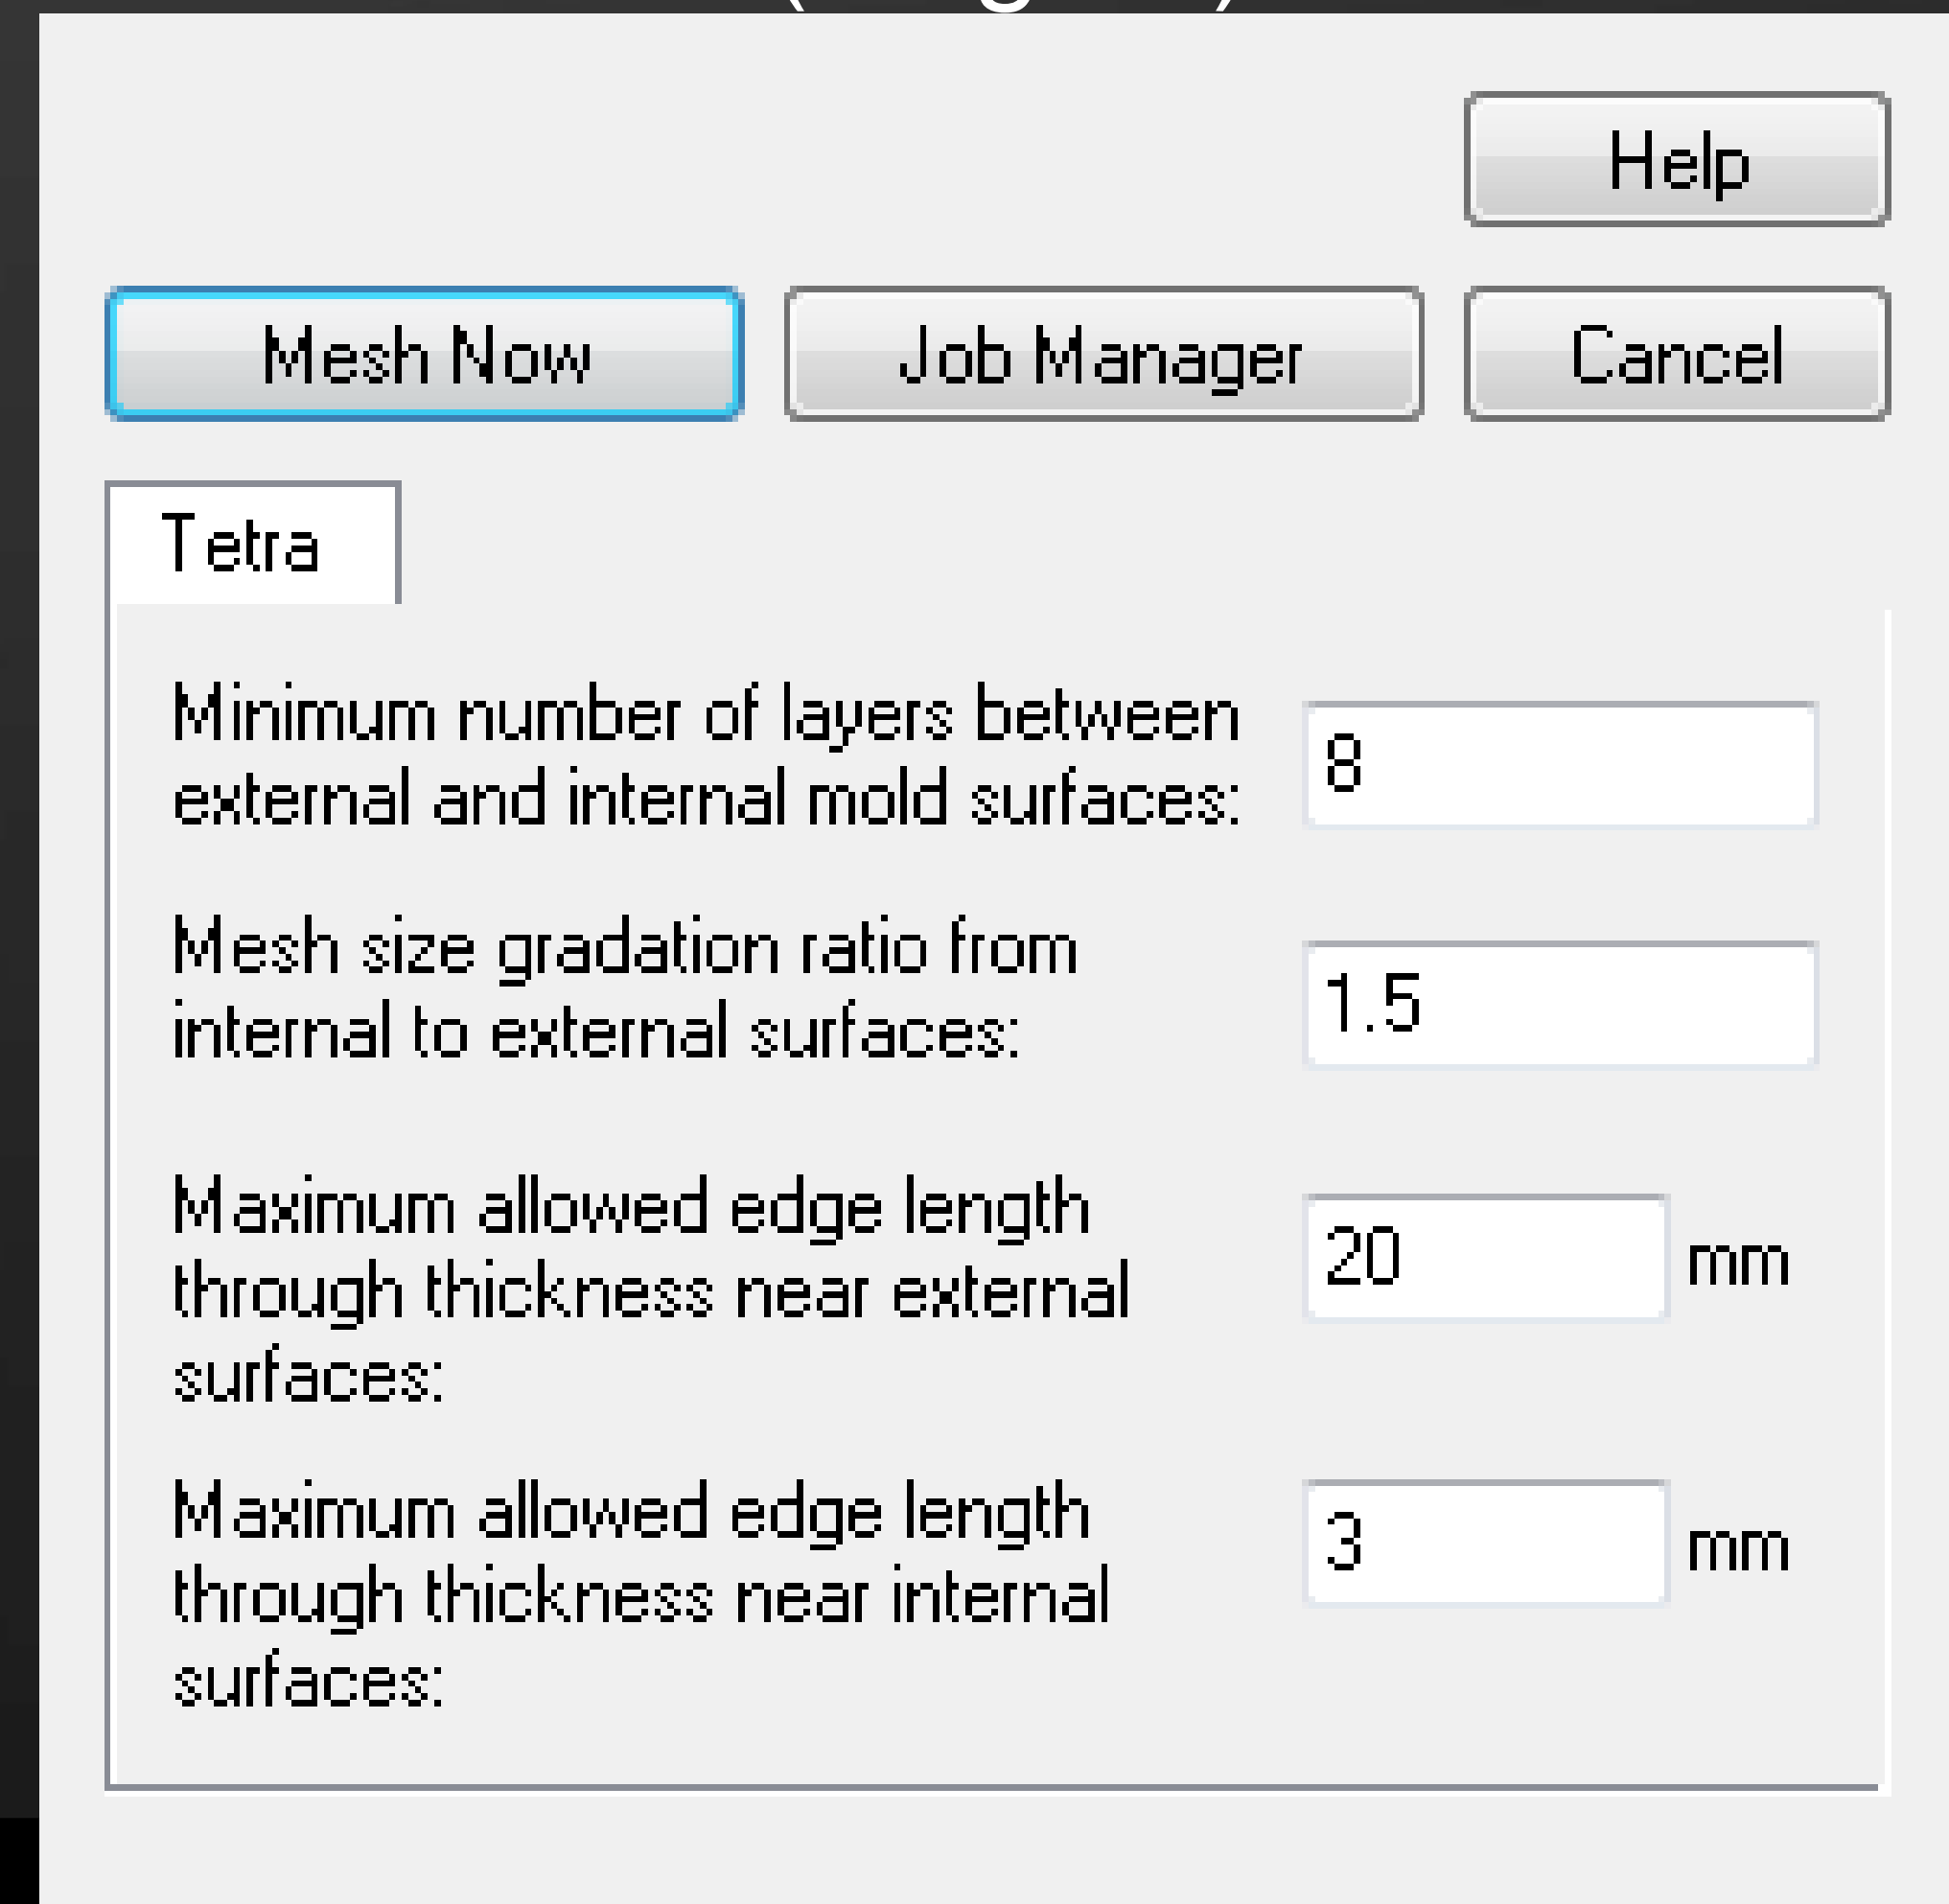 Help
Mesh Now Job Manager Cancel
Tetra
Minimum number of layers between
external and internal mold surfaces:
8
Mesh size gradation ratio from
internal to external surfaces:
1.5
Maximum allowed edge length
through thickness near external
surfaces:
20 mm
Maximum allowed edge length
through thickness near internal
surfaces:
3 mm